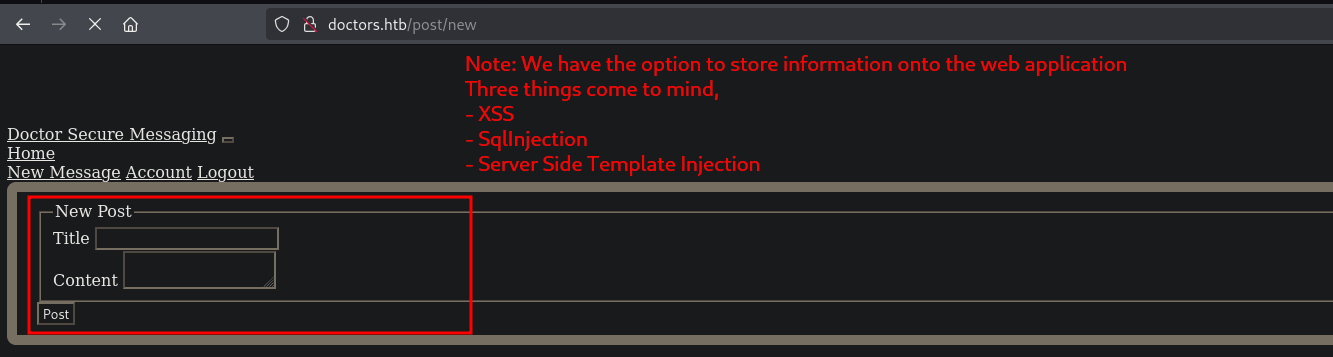 doctors.htb/post/new
Note: We have the option to store information onto the web application
Three things come to mind,
- XSS
- SqlInjection
- Server Side Template Injection
Doctor Secure Messaging
Home
New Message Account Logout
New Post
Title
Content
Post